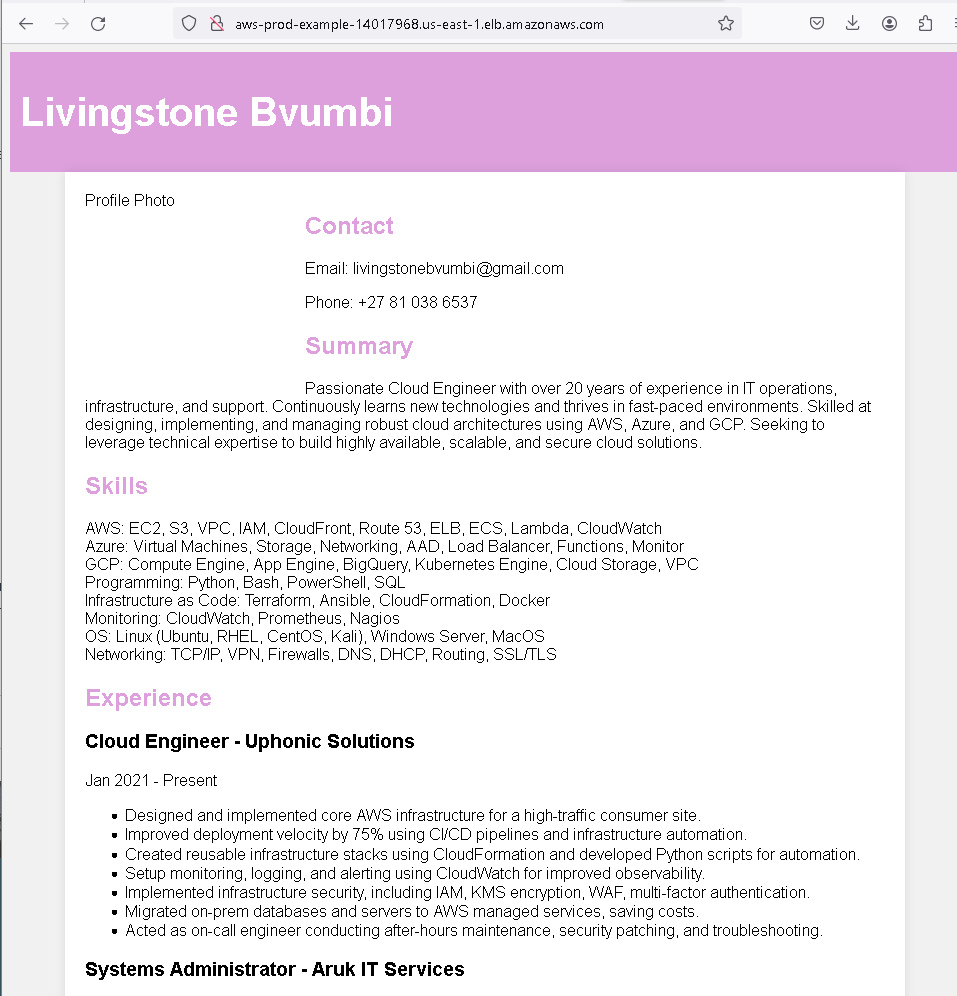 aws-prod-example-14017968.us-east-1.elb.amazonaws.com
Livingstone Bvumbi
Profile Photo
Contact
Email: livingstonebvumbi@gmail.com
Phone: +27 81 038 6537
Summary
Passionate Cloud Engineer with over 20 years of experience in IT operations,
infrastructure, and support. Continuously learns new technologies and thrives in fast-paced environments. Skilled at
designing, implementing, and managing robust cloud architectures using AWS, Azure, and GCP. Seeking to
leverage technical expertise to build highly available, scalable, and secure cloud solutions.
Skills
AWS: EC2, S3, VPC, IAM, CloudFront, Route 53, ELB, ECS, Lambda, CloudWatch
Azure: Virtual Machines, Storage, Networking, AAD, Load Balancer, Functions, Monitor
GCP: Compute Engine, App Engine, BigQuery, Kubernetes Engine, Cloud Storage, VPC
Programming: Python, Bash, PowerShell, SQL
Infrastructure as Code: Terraform, Ansible, CloudFormation, Docker
Monitoring: CloudWatch, Prometheus, Nagios
OS: Linux (Ubuntu, RHEL, CentOS, Kali), Windows Server, MacOS
Networking: TCP/IP, VPN, Firewalls, DNS, DHCP, Routing, SSL/TLS
Experience
Cloud Engineer - Uphonic Solutions
Jan 2021 - Present
• Designed and implemented core AWS infrastructure for a high-traffic consumer site.
• Improved deployment velocity by 75% using CI/CD pipelines and infrastructure automation.
• Created reusable infrastructure stacks using CloudFormation and developed Python scripts for automation.
• Setup monitoring, logging, and alerting using CloudWatch for improved observability.
• Implemented infrastructure security, including IAM, KMS encryption, WAF, multi-factor authentication.
• Migrated on-prem databases and servers to AWS managed services, saving costs.
• Acted as on-call engineer conducting after-hours maintenance, security patching, and troubleshooting.
Systems Administrator - Aruk IT Services